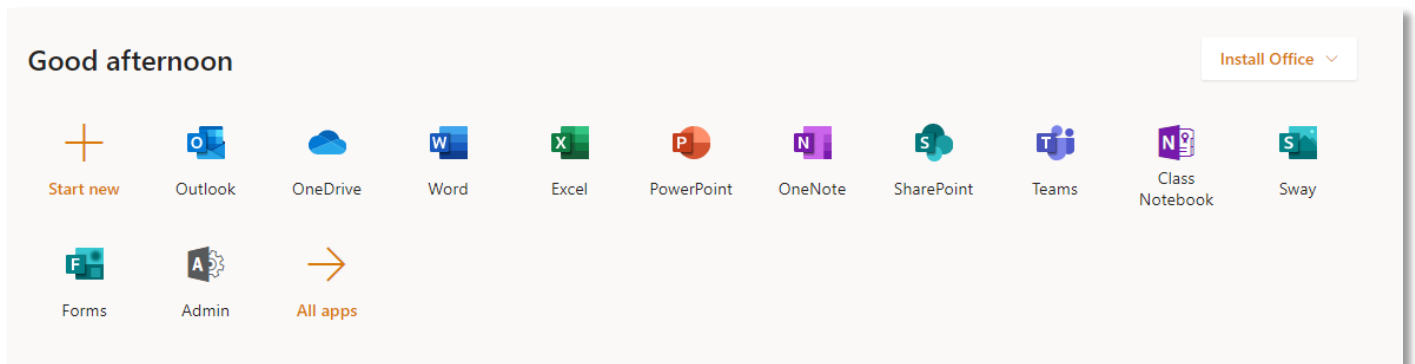 Good afternoon
Install Office
Start new
Outlook
OneDrive
Word
Excel
PowerPoint
OneNote
SharePoint
Teams
Class
Notebook
Sway
Forms
Admin
All apps